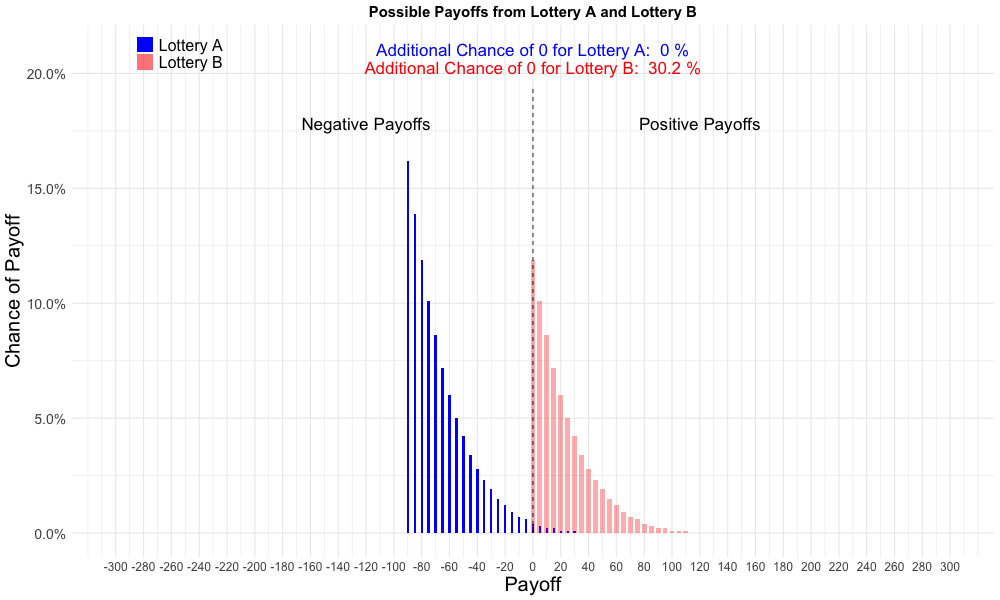 Possible Payoffs from Lottery A and Lottery B
Lottery A
Lottery B
Additional Chance of 0 for Lottery A:  0 %
Additional Chance of 0 for Lottery B:  30.2 %
Negative Payoffs
Positive Payoffs
Chance of Payoff
20.0%
15.0%
10.0%
5.0%
0.0%
-300 -280 -260 -240 -220 -200 -180 -160 -140 -120 -100 -80 -60 -40 -20 0 20 40 60 80 100 120 140 160 180 200 220 240 260 280 300
Payoff